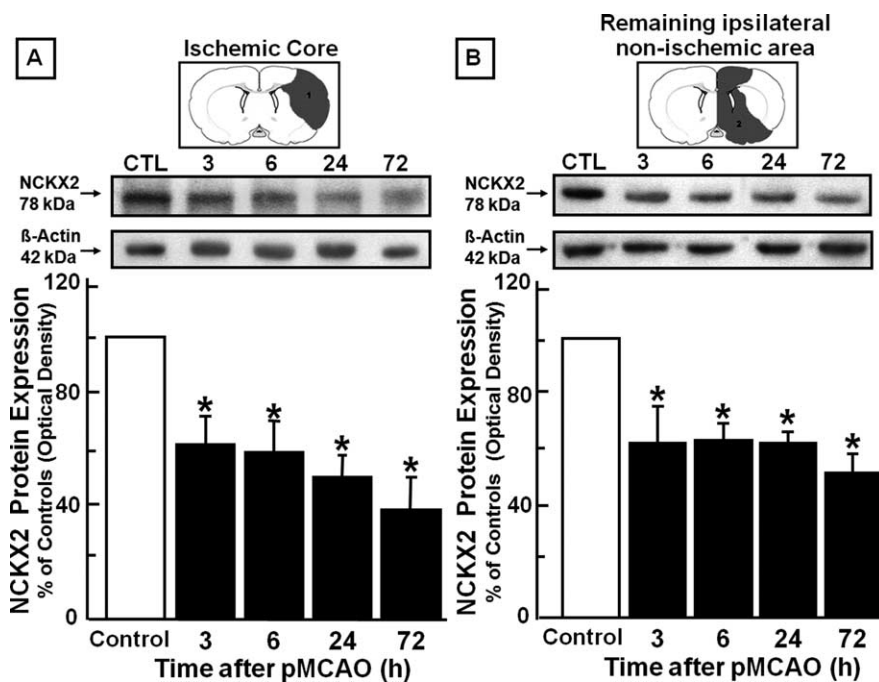 A
Ischemic Core
1
CTL 3 6 24 72
NCKX2
78 kDa
ß-Actin
42 kDa
NCKX2 Protein Expression
% of Controls (Optical Density)
120
80
40
0
* * * *
Control 3 6 24 72
Time after pMCAO (h)
B
Remaining ipsilateral
non-ischemic area
2
CTL 3 6 24 72
NCKX2
78 kDa
ß-Actin
42 kDa
NCKX2 Protein Expression
% of Controls (Optical Density)
120
80
40
0
* * * *
Control 3 6 24 72
Time after pMCAO (h)